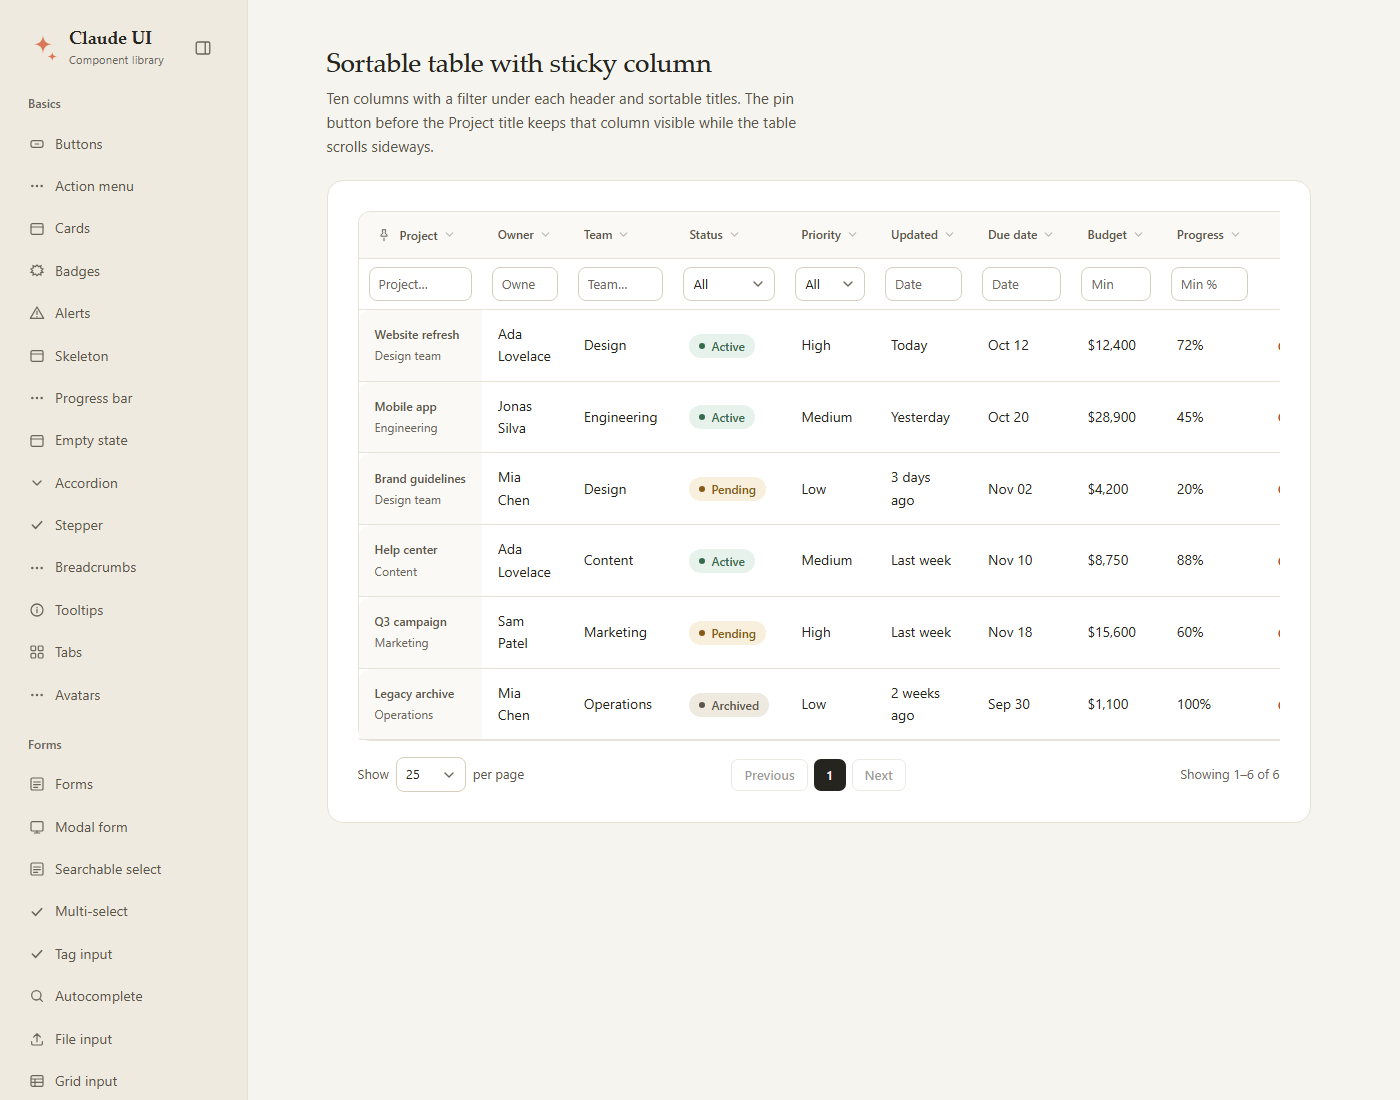 Claude UI
Component library
Basics
Buttons
Action menu
Cards
Badges
Alerts
Skeleton
Progress bar
Empty state
Accordion
Stepper
Breadcrumbs
Tooltips
Tabs
Avatars
Forms
Forms
Modal form
Searchable select
Multi-select
Tag input
Autocomplete
File input
Grid input
Sortable table with sticky column
Ten columns with a filter under each header and sortable titles. The pin
button before the Project title keeps that column visible while the table
scrolls sideways.
Project Owner Team Status Priority Updated Due date Budget Progress
Project... Owne Team... All All Date Date Min Min %
Website refresh
Design team
Ada
Lovelace
Design Active High Today Oct 12 $12,400 72%
Mobile app
Engineering
Jonas
Silva
Engineering Active Medium Yesterday Oct 20 $28,900 45%
Brand guidelines
Design team
Mia
Chen
Design Pending Low
3 days
ago
Nov 02 $4,200 20%
Help center
Content
Ada
Lovelace
Content Active Medium Last week Nov 10 $8,750 88%
Q3 campaign
Marketing
Sam
Patel
Marketing Pending High Last week Nov 18 $15,600 60%
Legacy archive
Operations
Mia
Chen
Operations Archived Low
2 weeks
ago
Sep 30 $1,100 100%
Show 25 per page Previous 1 Next Showing 1–6 of 6